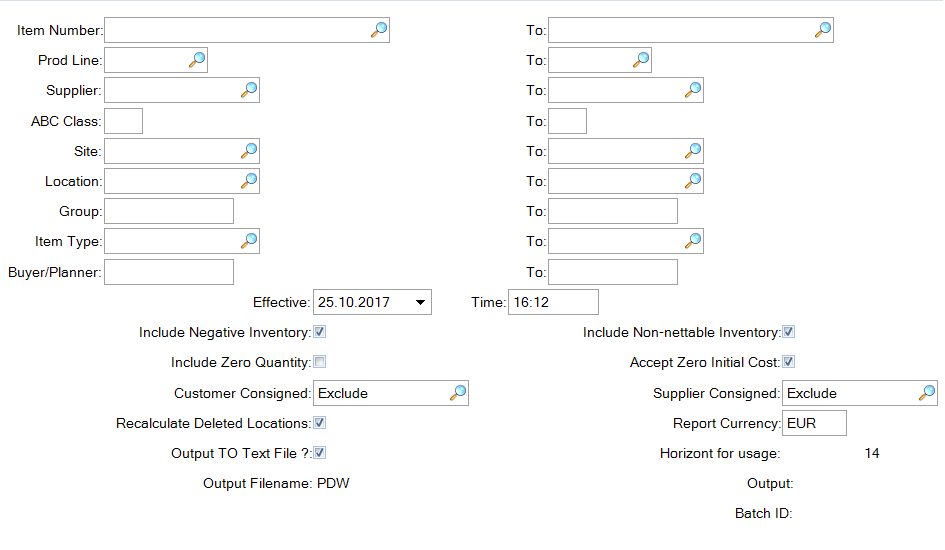 Item Number: To:
Prod Line: To:
Supplier: To:
ABC Class: To:
Site: To:
Location: To:
Group: To:
Item Type: To:
Buyer/Planner: To:
Effective: 25.10.2017 Time: 16:12
Include Negative Inventory: Include Non-nettable Inventory:
Include Zero Quantity: Accept Zero Initial Cost:
Customer Consigned: Exclude Supplier Consigned: Exclude
Recalculate Deleted Locations: Report Currency: EUR
Output TO Text File ?: Horizont for usage: 14
Output Filename: PDW Output:
Batch ID: